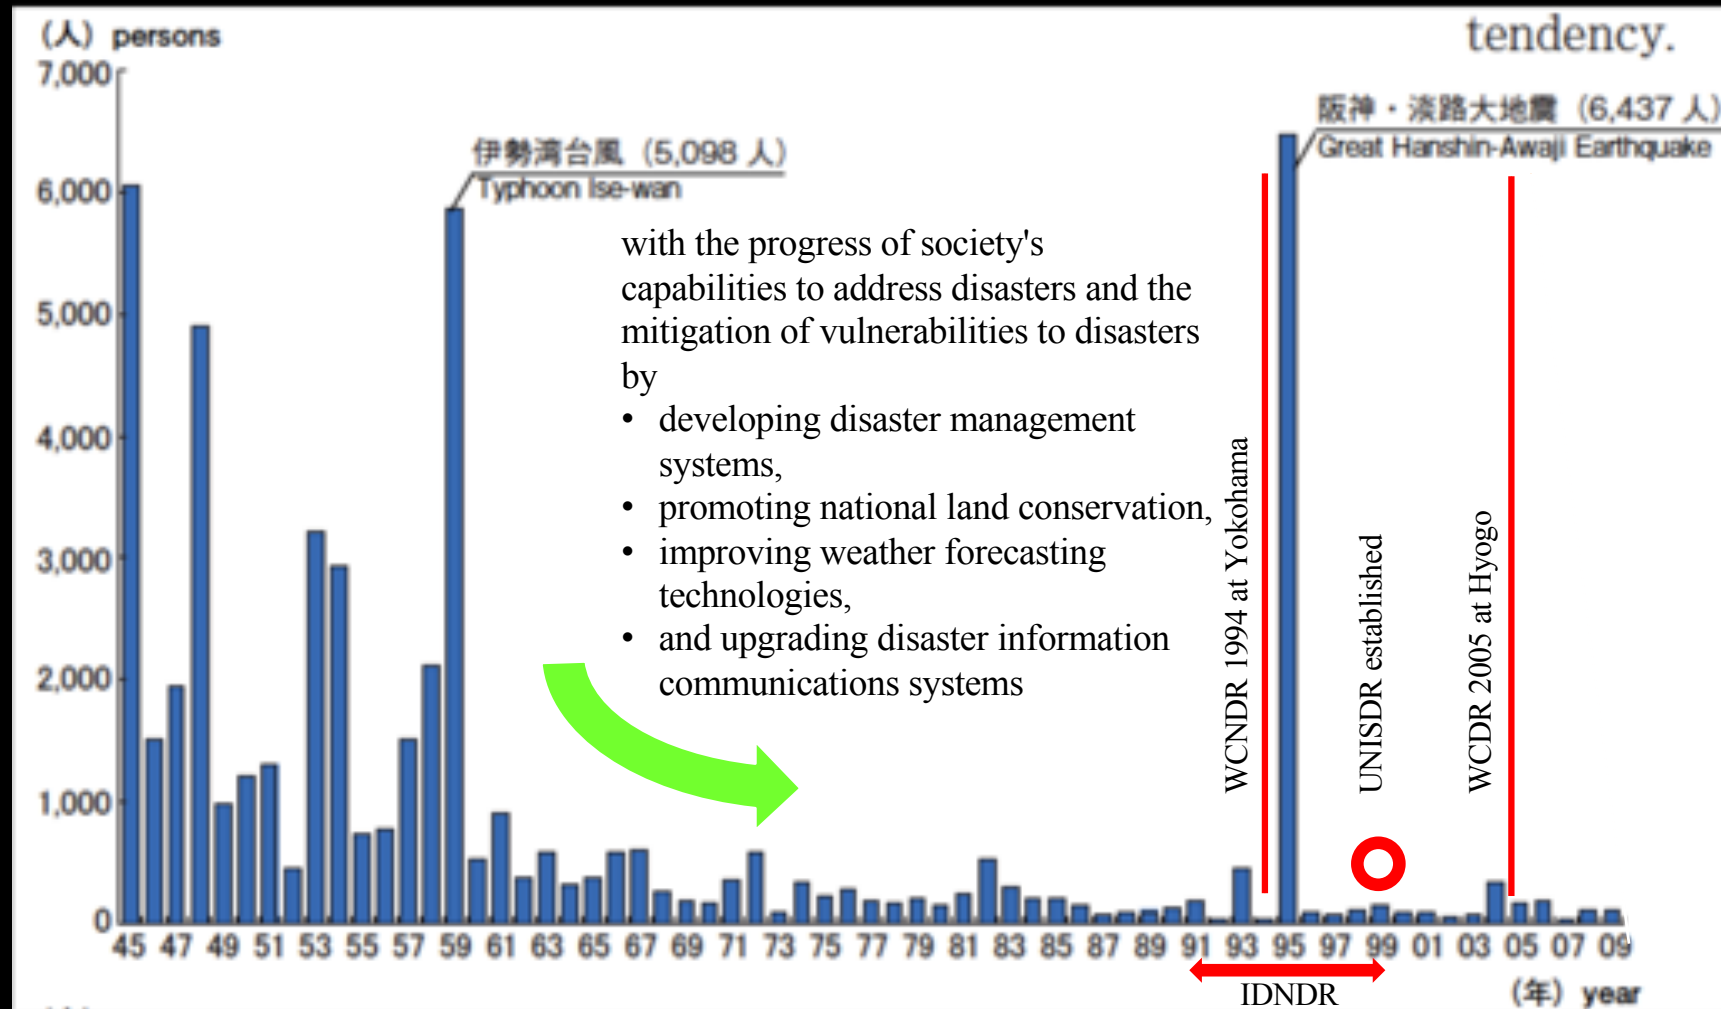 (人) persons
tendency.
7,000
6,000
5,000
4,000
3,000
2,000
1,000
0
伊勢湾台風 (5,098 人)
Typhoon Ise-wan
阪神・淡路大地震 (6,437 人)
Great Hanshin-Awaji Earthquake
with the progress of society's
capabilities to address disasters and the
mitigation of vulnerabilities to disasters
by
• developing disaster management
systems,
• promoting national land conservation,
• improving weather forecasting
technologies,
• and upgrading disaster information
communications systems
WCNDR 1994 at Yokohama
UNISDR established
WCDR 2005 at Hyogo
45 47 49 51 53 55 57 59 61 63 65 67 69 71 73 75 77 79 81 83 85 87 89 91 93 95 97 99 01 03 05 07 09
IDNDR
(年) year